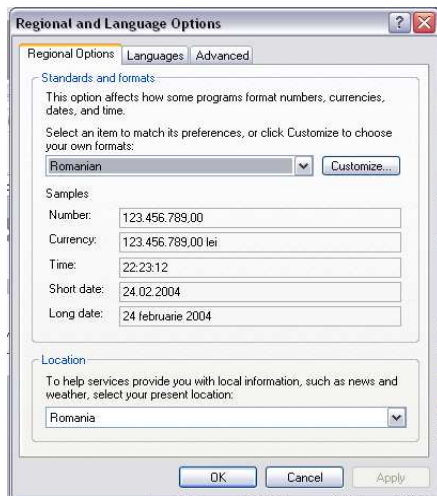 Regional and Language Options
Regional Options Languages Advanced
Standards and formats
This option affects how some programs format numbers, currencies,
dates, and time.
Select an item to match its preferences, or click Customize to choose
your own formats:
Romanian Customize...
Samples
Number: 123.456.789,00
Currency: 123.456.789,00 lei
Time: 22:23:12
Short date: 24.02.2004
Long date: 24 februarie 2004
Location
To help services provide you with local information, such as news and
weather, select your present location:
Romania
OK Cancel Apply